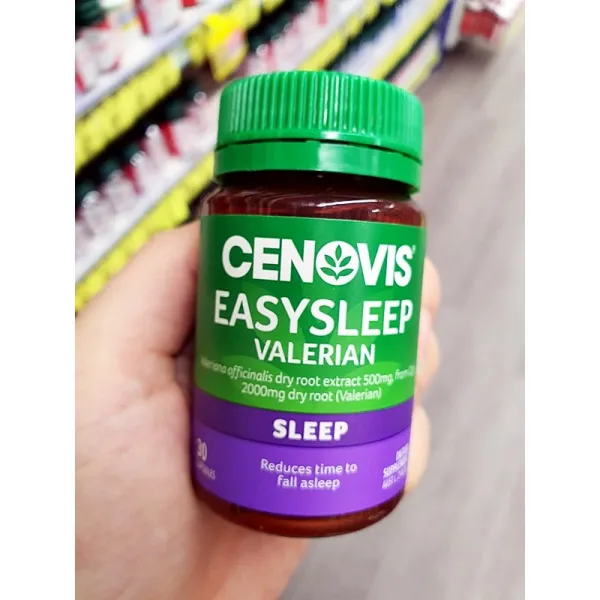 CENOVIS®
EASYSLEEP
VALERIAN
Valeriana officinalis dry root extract 500mg, from
2000mg dry root (Valerian)
SLEEP
30
CAPSULES
Reduces time to
fall asleep